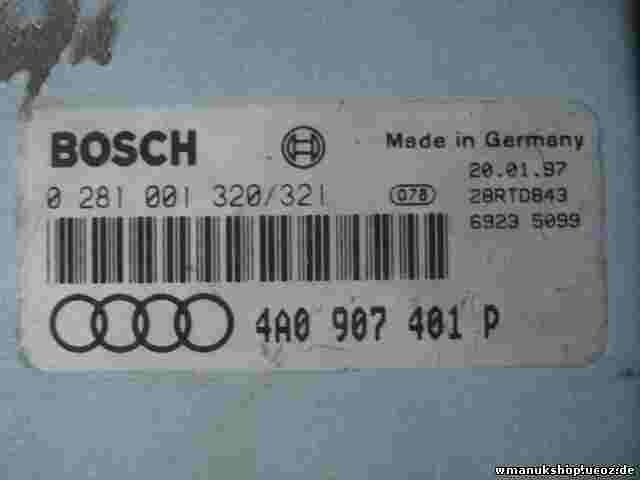 BOSCH
Made in Germany
20.01.97
0 281 001 320/321
078
28RTD843
6923 5099
4A0 907 401 P
wmanukshop.ucoz.de